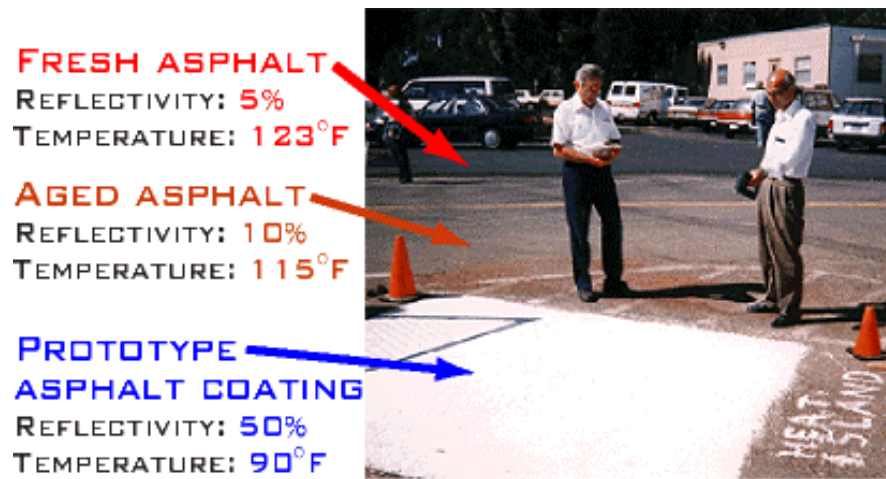 FRESH ASPHALT
REFLECTIVITY: 5%
TEMPERATURE: 123°F
AGED ASPHALT
REFLECTIVITY: 10%
TEMPERATURE: 115°F
PROTOTYPE
ASPHALT COATING
REFLECTIVITY: 50%
TEMPERATURE: 90°F
HEAT
ISLAND